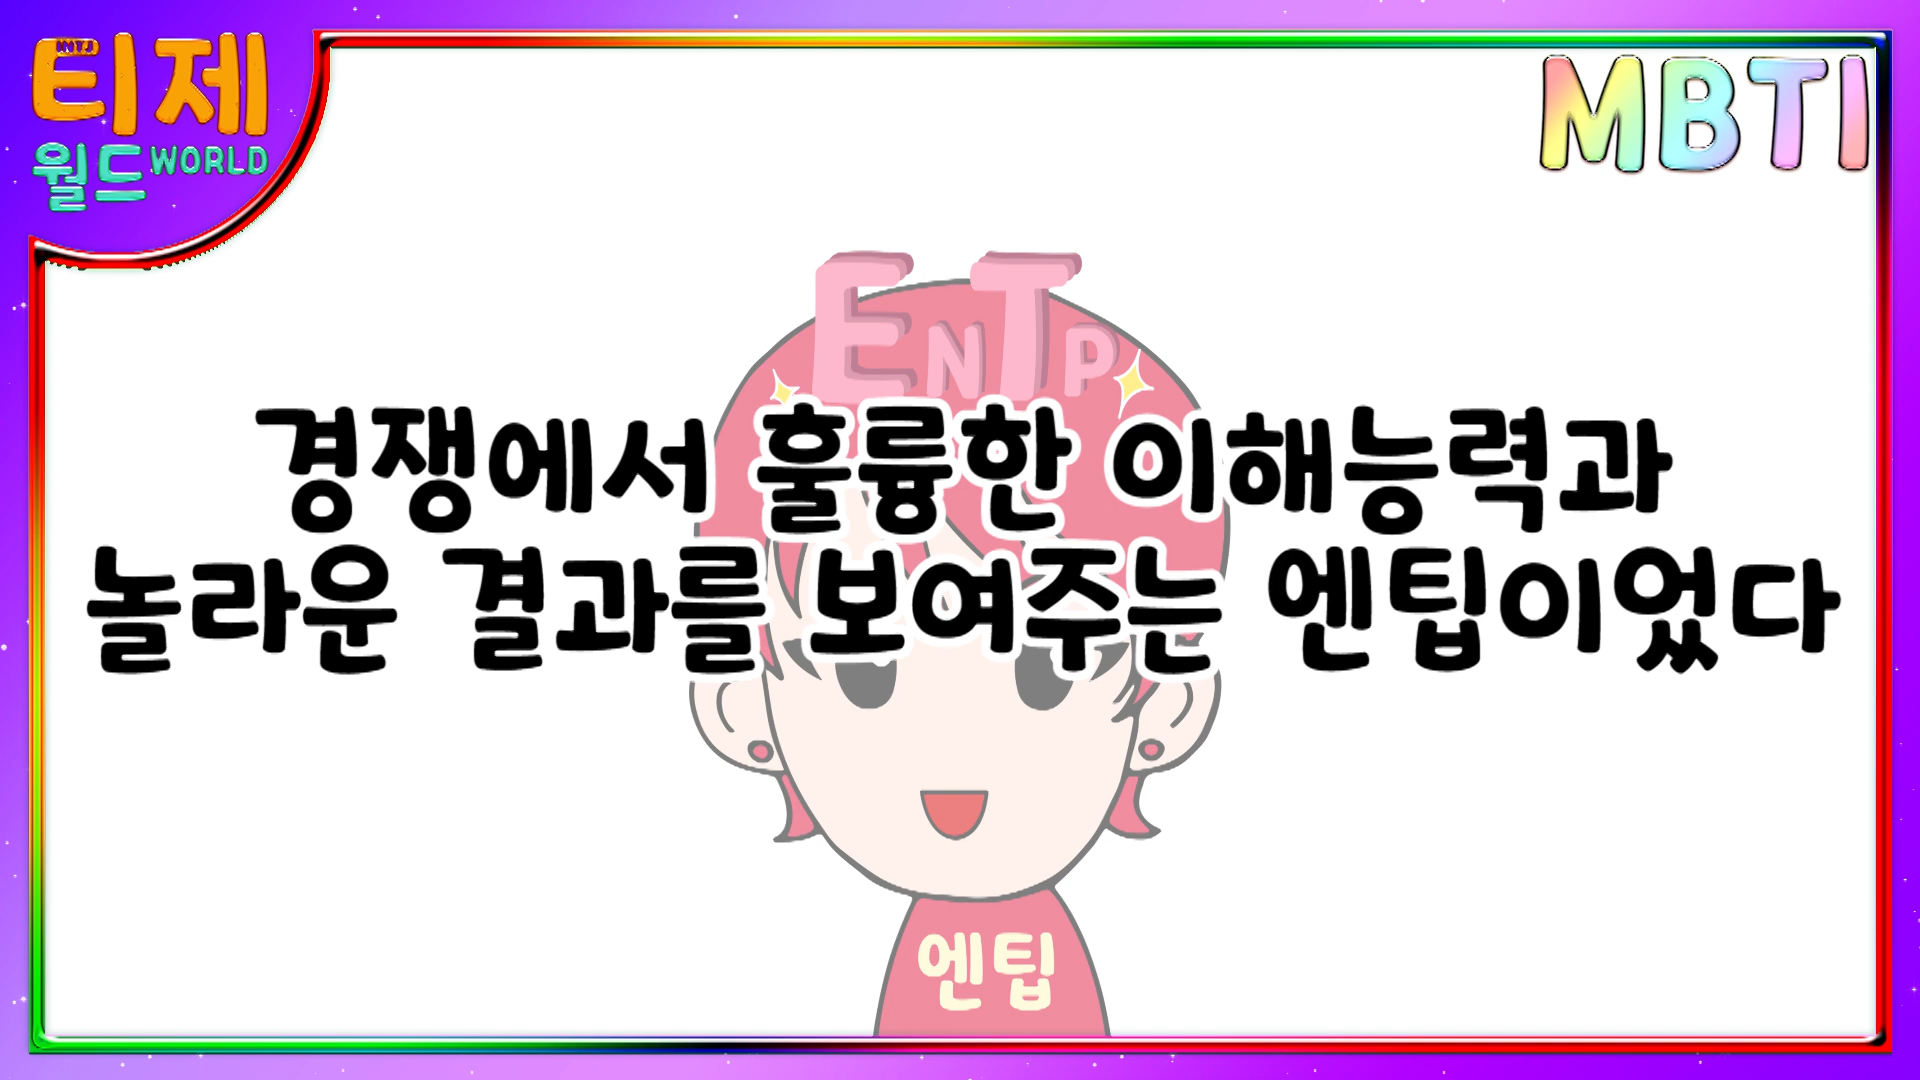 INTJ
티제
월드 WORLD
MBTI
ENTP
경쟁에서 훌륭한 이해능력과
놀라운 결과를 보여주는 엔팁이었다
엔팁